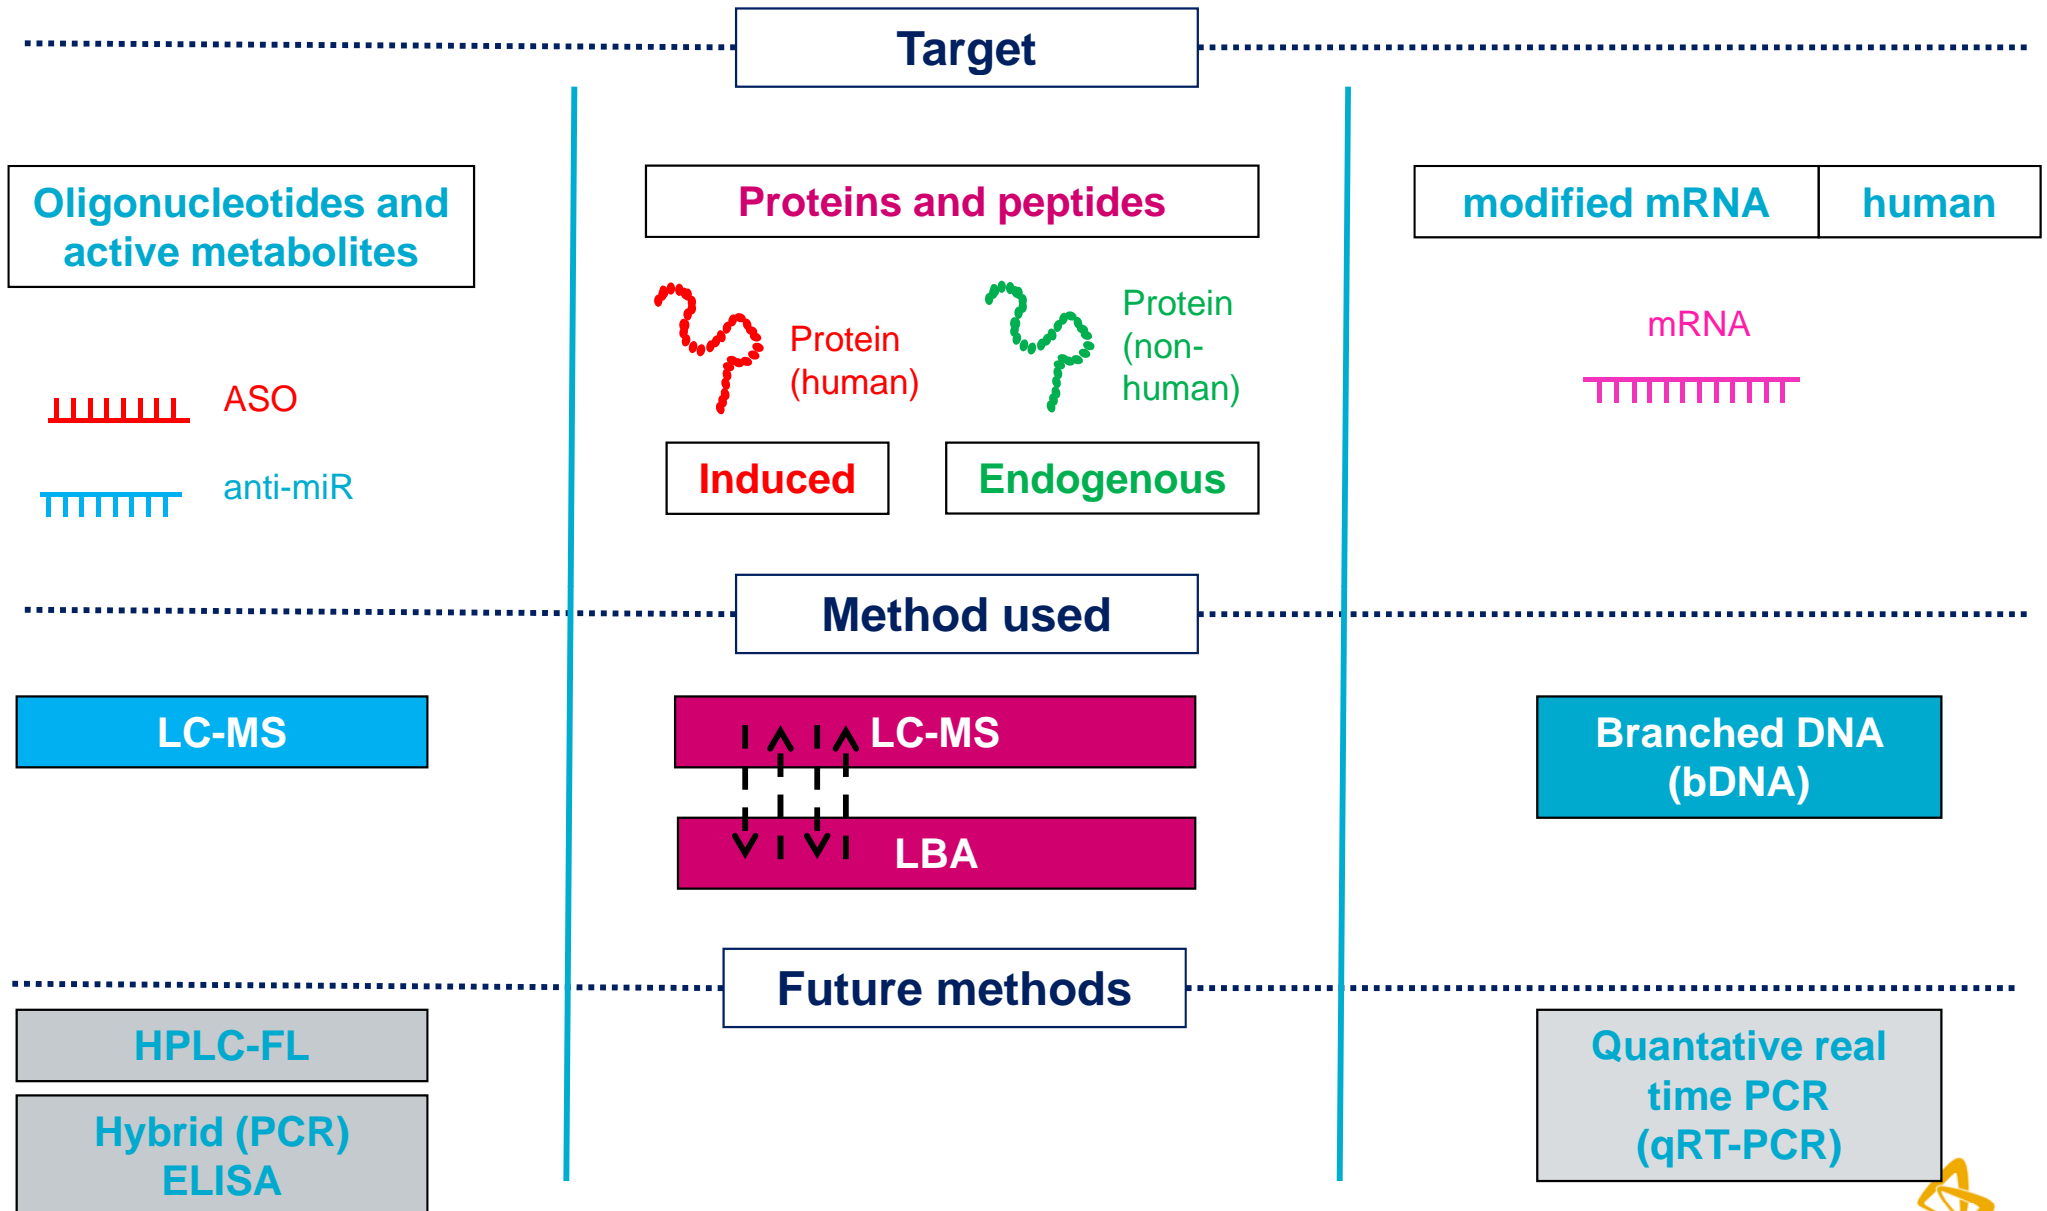 Target
Oligonucleotides and
active metabolites
ASO
anti-miR
Proteins and peptides
Protein
(human)
Protein
(non-
human)
Induced
Endogenous
modified mRNA
human
mRNA
Method used
LC-MS
LC-MS
LBA
Branched DNA
(bDNA)
Future methods
HPLC-FL
Hybrid (PCR)
ELISA
Quantative real
time PCR
(qRT-PCR)